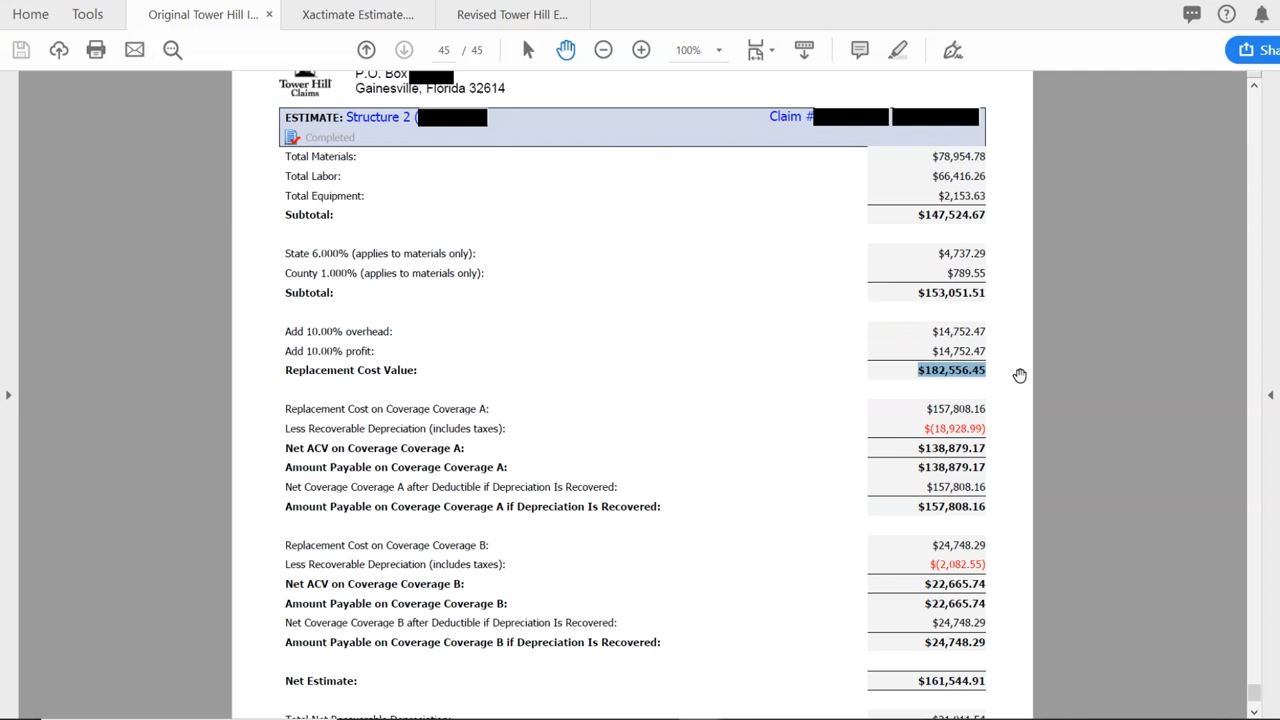 Home Tools Original Tower Hill I... × Xactimate Estimate.... Revised Tower Hill E...
45 / 45 100% Sha
Tower Hill
Claims
P.O. Box
Gainesville, Florida 32614
ESTIMATE: Structure 2 ( Claim #
Completed
Total Materials: $78,954.78
Total Labor: $66,416.26
Total Equipment: $2,153.63
Subtotal: $147,524.67
State 6.000% (applies to materials only): $4,737.29
County 1.000% (applies to materials only): $789.55
Subtotal: $153,051.51
Add 10.00% overhead: $14,752.47
Add 10.00% profit: $14,752.47
Replacement Cost Value: $182,556.45
Replacement Cost on Coverage Coverage A: $157,808.16
Less Recoverable Depreciation (includes taxes): $(18,928.99)
Net ACV on Coverage Coverage A: $138,879.17
Amount Payable on Coverage Coverage A: $138,879.17
Net Coverage Coverage A after Deductible if Depreciation Is Recovered: $157,808.16
Amount Payable on Coverage Coverage A if Depreciation Is Recovered: $157,808.16
Replacement Cost on Coverage Coverage B: $24,748.29
Less Recoverable Depreciation (includes taxes): $(2,082.55)
Net ACV on Coverage Coverage B: $22,665.74
Amount Payable on Coverage Coverage B: $22,665.74
Net Coverage Coverage B after Deductible if Depreciation Is Recovered: $24,748.29
Amount Payable on Coverage Coverage B if Depreciation Is Recovered: $24,748.29
Net Estimate: $161,544.91
Total Net Recoverable Depreciation: